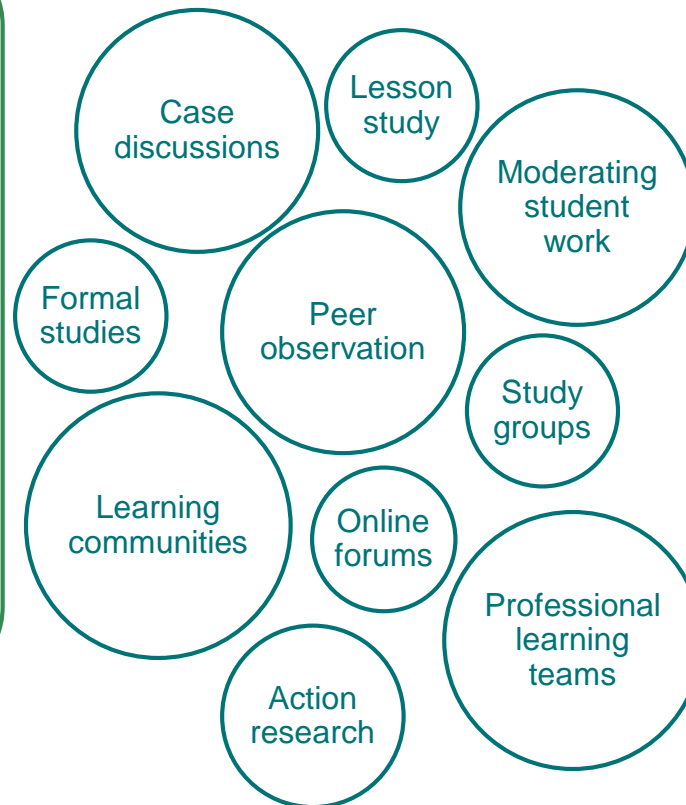 Case
discussions
Lesson
study
Moderating
student
work
Formal
studies
Peer
observation
Study
groups
Learning
communities
Online
forums
Professional
learning
teams
Action
research